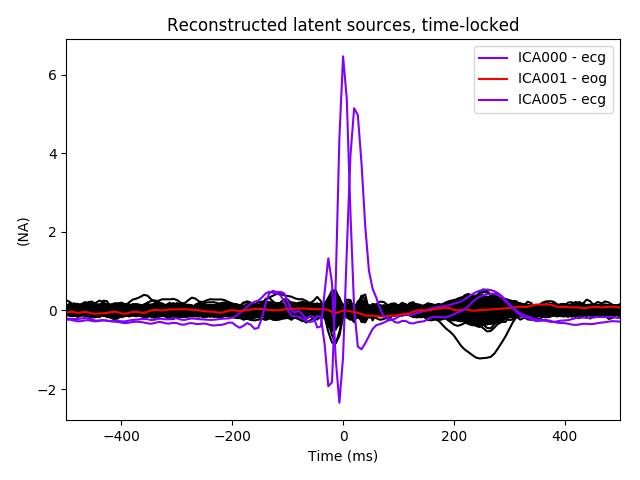 Reconstructed latent sources, time-locked
ICA000 - ecg
ICA001 - eog
ICA005 - ecg
6
4
2
0
−2
(NA)
−400
−200
0
200
400
Time (ms)